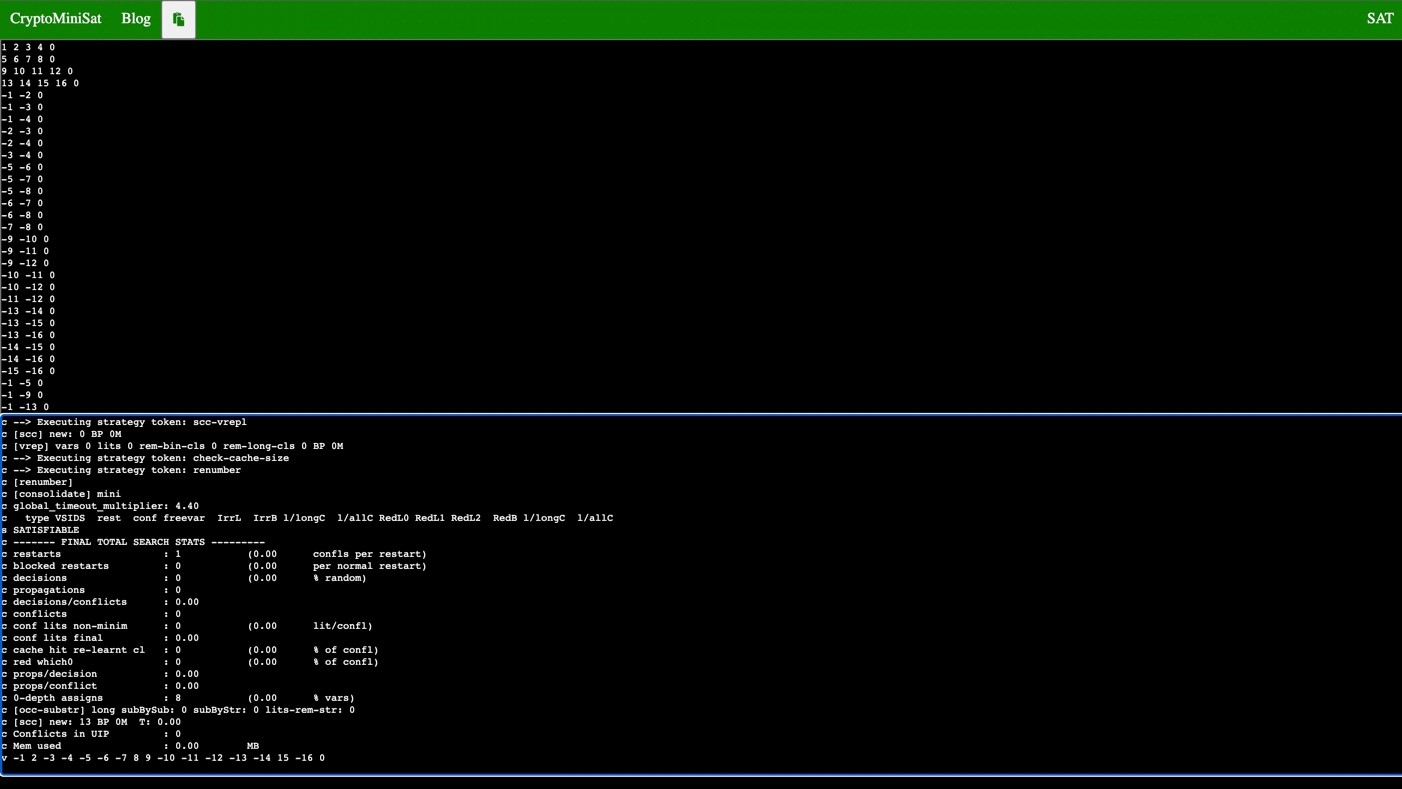 CryptoMiniSat Blog SAT
1 2 3 4 0
5 6 7 8 0
9 10 11 12 0
13 14 15 16 0
-1 -2 0
-1 -3 0
-1 -4 0
-2 -3 0
-2 -4 0
-3 -4 0
-5 -6 0
-5 -7 0
-5 -8 0
-6 -7 0
-6 -8 0
-7 -8 0
-9 -10 0
-9 -11 0
-9 -12 0
-10 -11 0
-10 -12 0
-11 -12 0
-13 -14 0
-13 -15 0
-13 -16 0
-14 -15 0
-14 -16 0
-15 -16 0
-1 -5 0
-1 -9 0
-1 -13 0
c --> Executing strategy token: scc-vrepl
c [scc] new: 0 BP 0M
c [vrep] vars 0 lits 0 rem-bin-cls 0 rem-long-cls 0 BP 0M
c --> Executing strategy token: check-cache-size
c --> Executing strategy token: renumber
c [renumber]
c [consolidate] mini
c global_timeout_multiplier: 4.40
c type VSIDS rest conf freevar IrrL IrrB l/longC l/allC RedL0 RedL1 RedL2 RedB l/longC l/allC
s SATISFIABLE
c ------- FINAL TOTAL SEARCH STATS ---------
c restarts : 1 (0.00 confls per restart)
c blocked restarts : 0 (0.00 per normal restart)
c decisions : 0 (0.00 % random)
c propagations : 0
c decisions/conflicts : 0.00
c conflicts : 0
c conf lits non-minim : 0 (0.00 lit/confl)
c conf lits final : 0.00
c cache hit re-learnt cl : 0 (0.00 % of confl)
c red which0 : 0 (0.00 % of confl)
c props/decision : 0.00
c props/conflict : 0.00
c 0-depth assigns : 8 (0.00 % vars)
c [occ-substr] long subBySub: 0 subByStr: 0 lits-rem-str: 0
c [scc] new: 13 BP 0M T: 0.00
c Conflicts in UIP : 0
c Mem used : 0.00 MB
v -1 2 -3 -4 -5 -6 -7 8 9 -10 -11 -12 -13 -14 15 -16 0